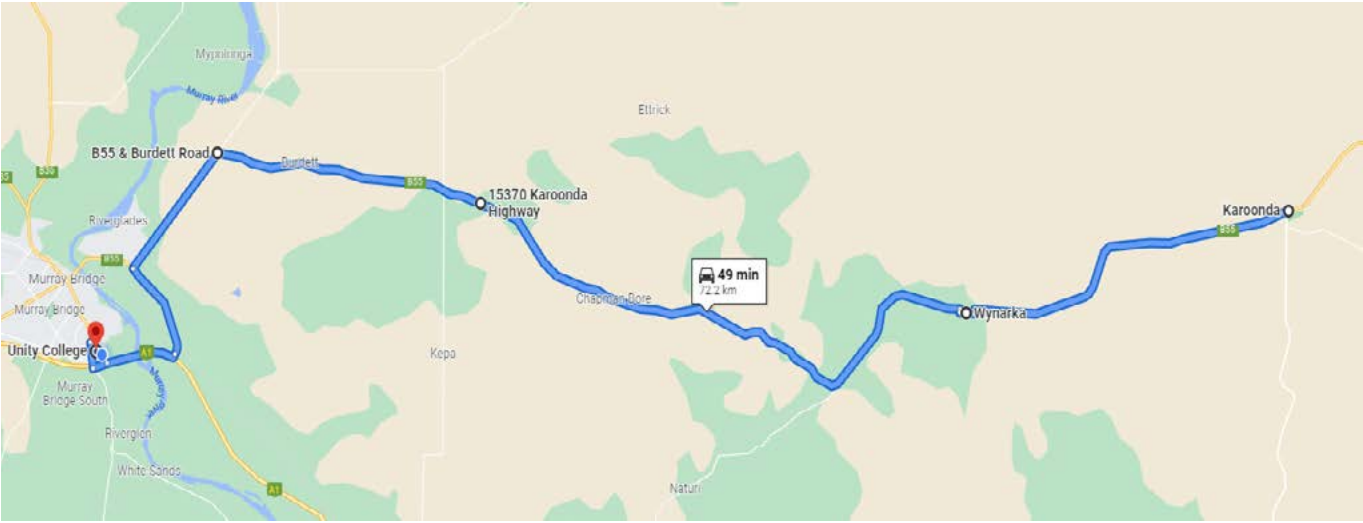 Mypolonga
Murray River
Ettrick
B55 & Burdett Road
Burdett
B55
15370 Karoonda
Highway
B30
Riverglades
Karoonda
B55
B55
Murray Bridge
49 min
72.2 km
Chapman Bore
Murray Bridge
Wynarka
Unity College
A1
Kepa
Murray
Bridge South
Murray River
Riverglen
White Sands
A1
Naturi